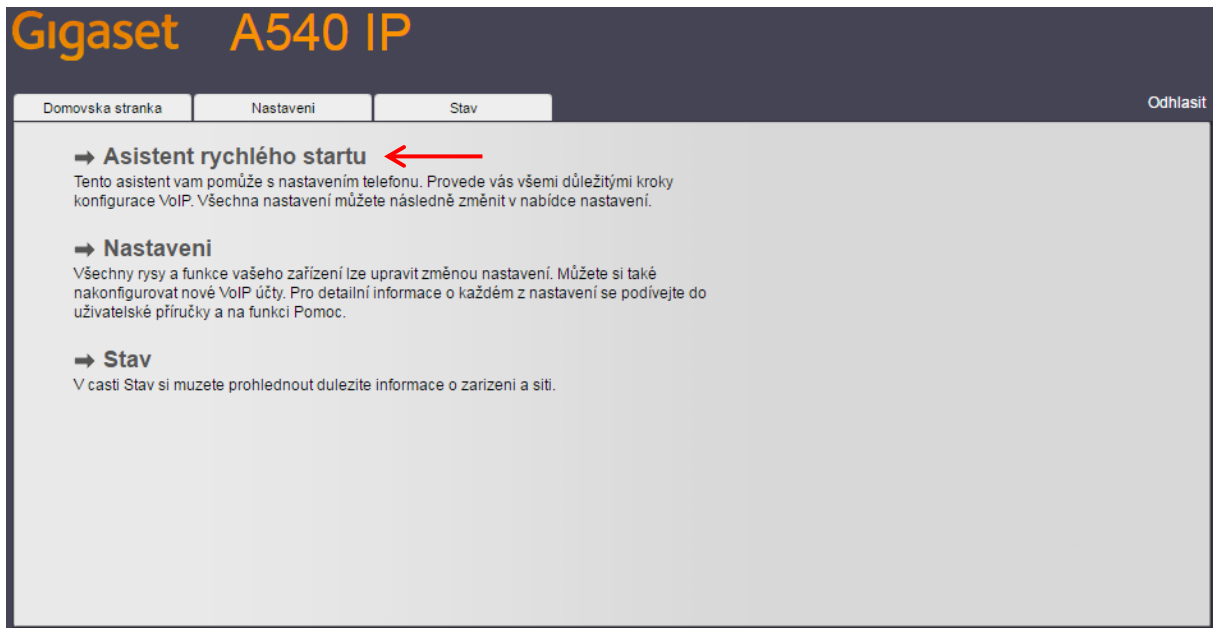 Gigaset A540 IP
Domovska stranka Nastaveni Stav Odhlasit
Asistent rychlého startu
Tento asistent vam pomůže s nastavením telefonu. Provede vás všemi důležitými kroky
konfigurace VoIP. Všechna nastavení můžete následně změnit v nabídce nastavení.
Nastaveni
Všechny rysy a funkce vašeho zařízení lze upravit změnou nastavení. Můžete si také
nakonfigurovat nové VoIP účty. Pro detailní informace o každém z nastavení se podívejte do
uživatelské příručky a na funkci Pomoc.
Stav
V casti Stav si muzete prohlednout dulezite informace o zarizeni a siti.